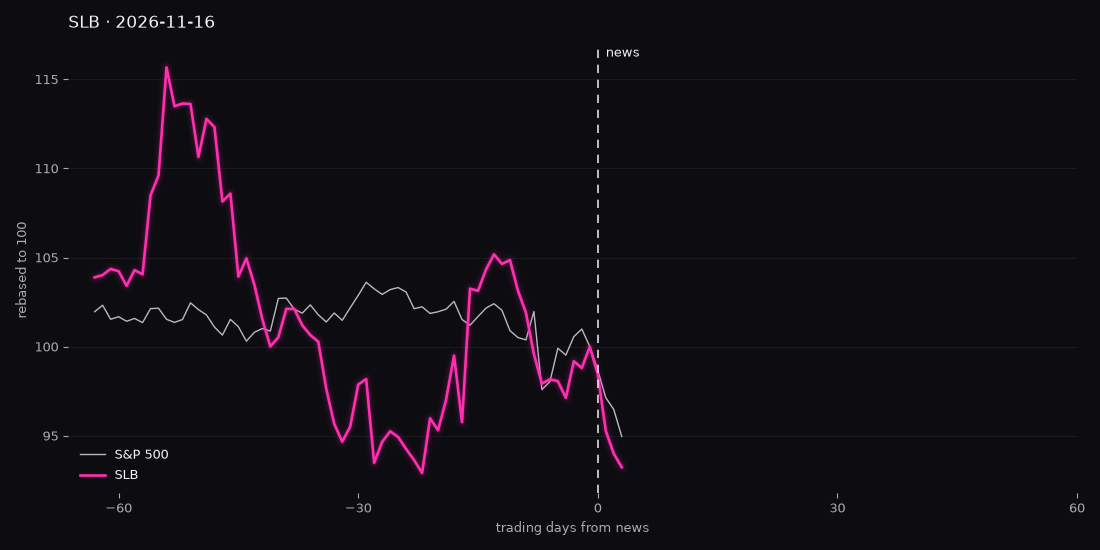 SLB · 2026-11-16
news
115
110
105
100
95
rebased to 100
S&P 500
SLB
−60
−30
0
30
60
trading days from news